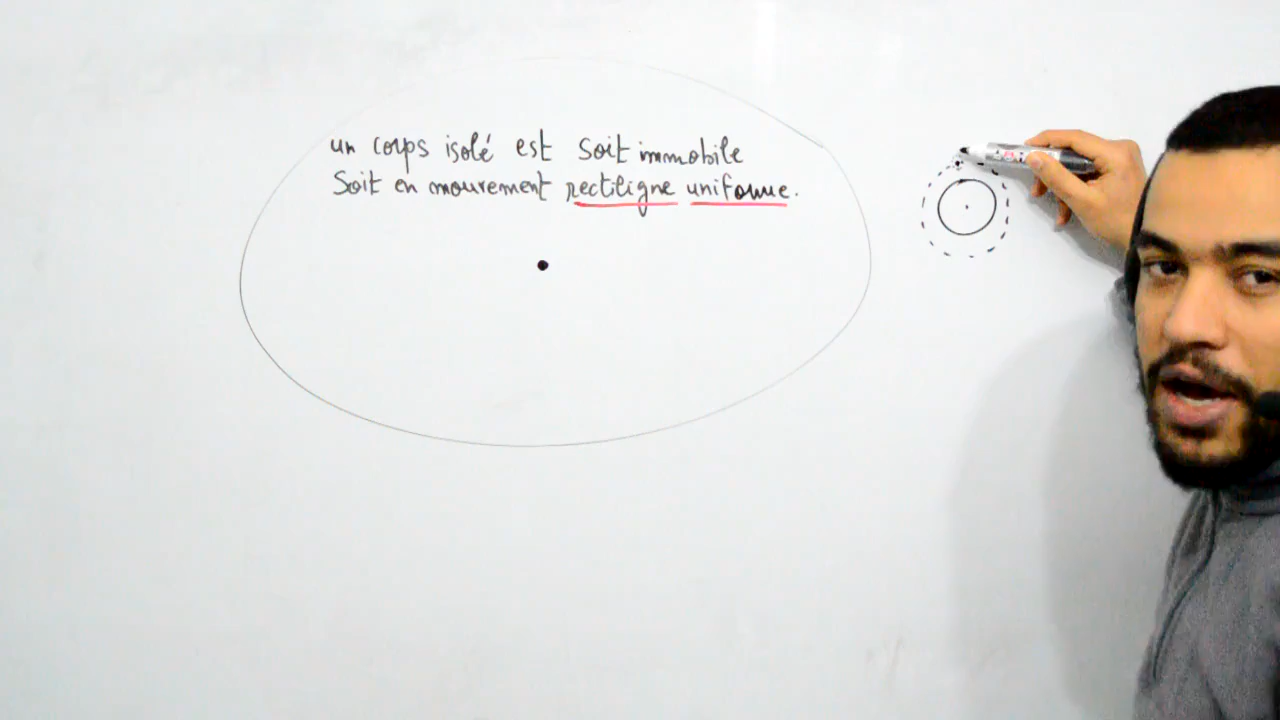 un corps isolé est soit immobile
Soit en mouvement rectiligne uniforme.